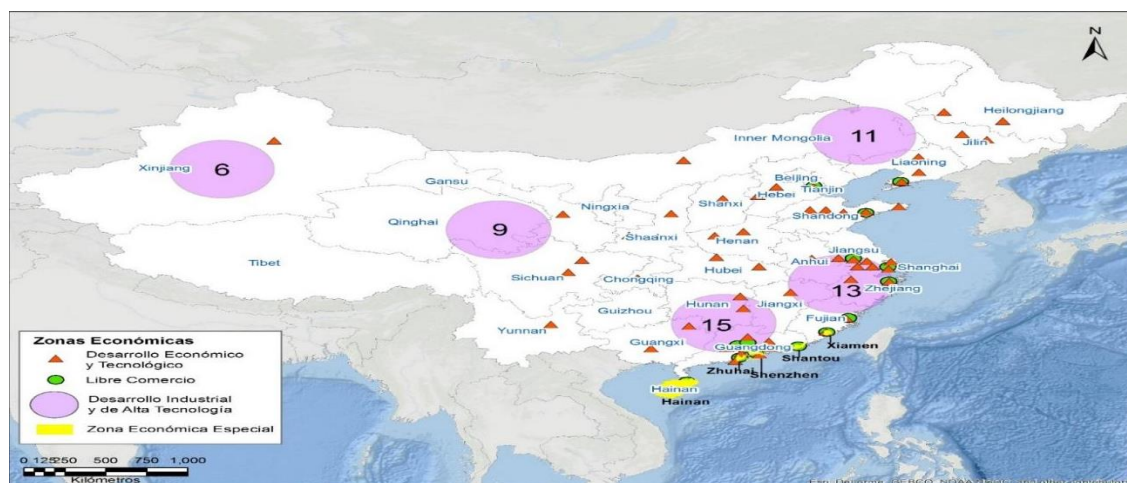 N
Heilongjiang
Inner Mongolia
11
Jilin
Liaoning
Xinjiang
6
Gansu
Beijing
Hebei
Tianjin
Ningxia
Shanxi
Shandong
Qinghai
9
Shaanxi
Henan
Jiangsu
Tibet
Anhui
Shanghai
Sichuan
Chongqing
Hubei
13
Zhejiang
Hunan
Jiangxi
15
Guizhou
Fujian
Yunnan
Guangxi
Guangdong
Xiamen
Shantou
Zhuhai
Shenzhen
Hainan
Hainan
Zonas Económicas
Desarrollo Económico
y Tecnológico
Libre Comercio
Desarrollo Industrial
y de Alta Tecnología
Zona Económica Especial
0 125 250 500 750 1,000
Kilómetros